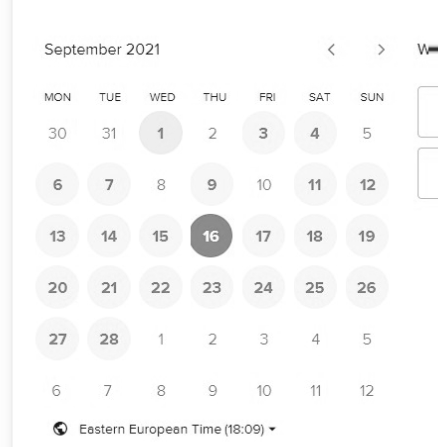 September 2021
MON TUE WED THU FRI SAT SUN
30 31 1 2 3 4 5
6 7 8 9 10 11 12
13 14 15 16 17 18 19
20 21 22 23 24 25 26
27 28 1 2 3 4 5
6 7 8 9 10 11 12
Eastern European Time (18:09)